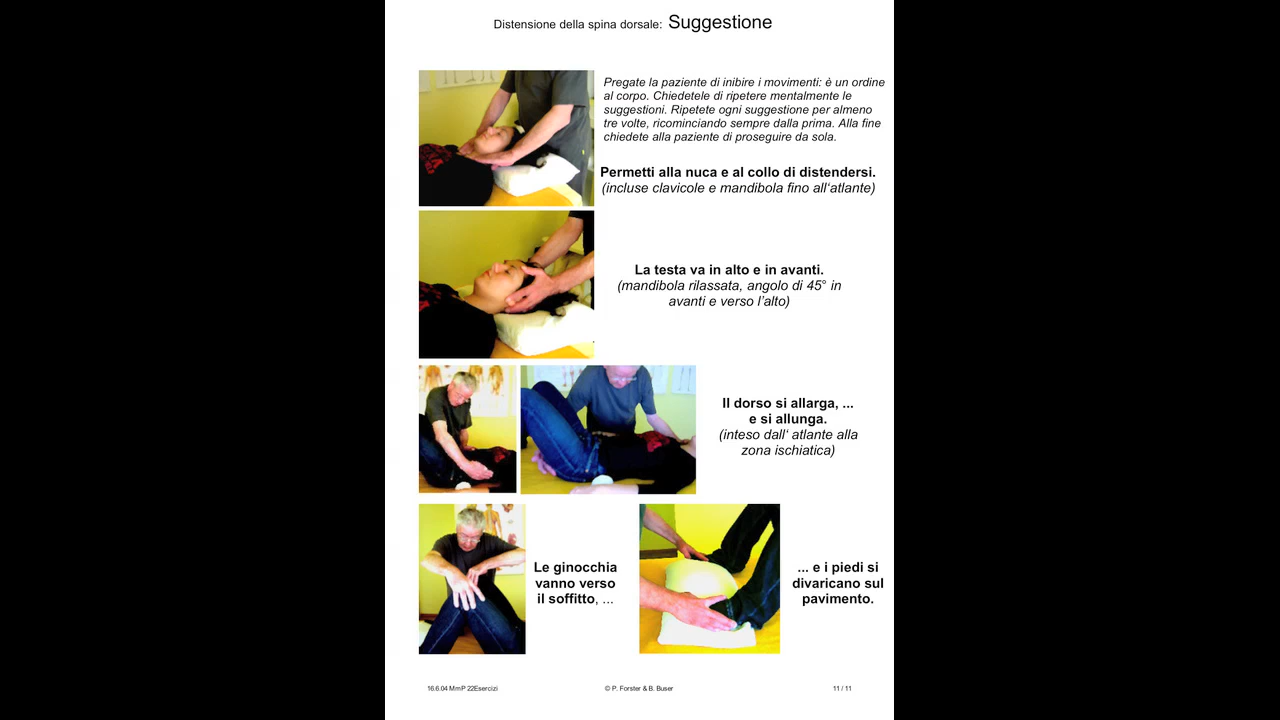 Distensione della spina dorsale: Suggestione
Pregate la paziente di inibire i movimenti: è un ordine
al corpo. Chiedetele di ripetere mentalmente le
suggestioni. Ripetete ogni suggestione per almeno
tre volte, ricominciando sempre dalla prima. Alla fine
chiedete alla paziente di proseguire da sola.
Permetti alla nuca e al collo di distendersi.
(incluse clavicole e mandibola fino all‘atlante)
La testa va in alto e in avanti.
(mandibola rilassata, angolo di 45° in
avanti e verso l’alto)
Il dorso si allarga, ...
e si allunga.
(inteso dall‘ atlante alla
zona ischiatica)
Le ginocchia
vanno verso
il soffitto, ...
... e i piedi si
divaricano sul
pavimento.
16.6.04 MmP 22Esercizi
© P. Forster & B. Buser
11 / 11